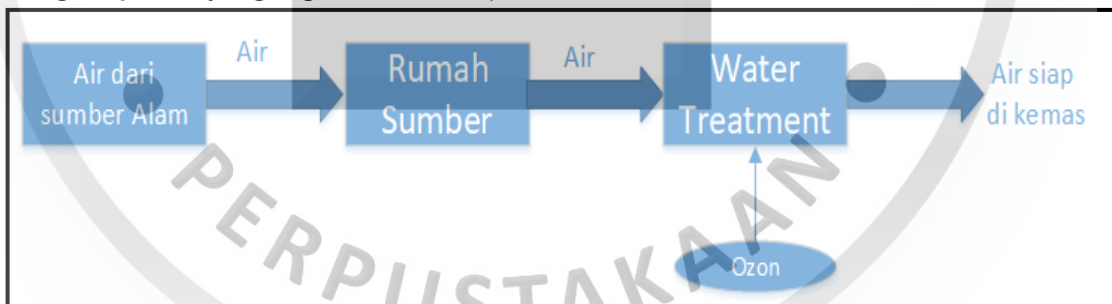 Air dari
sumber Alam
Air
Rumah
Sumber
Air
Water
Treatment
Air siap
di kemas
Ozon
PERPUSTAKAAN